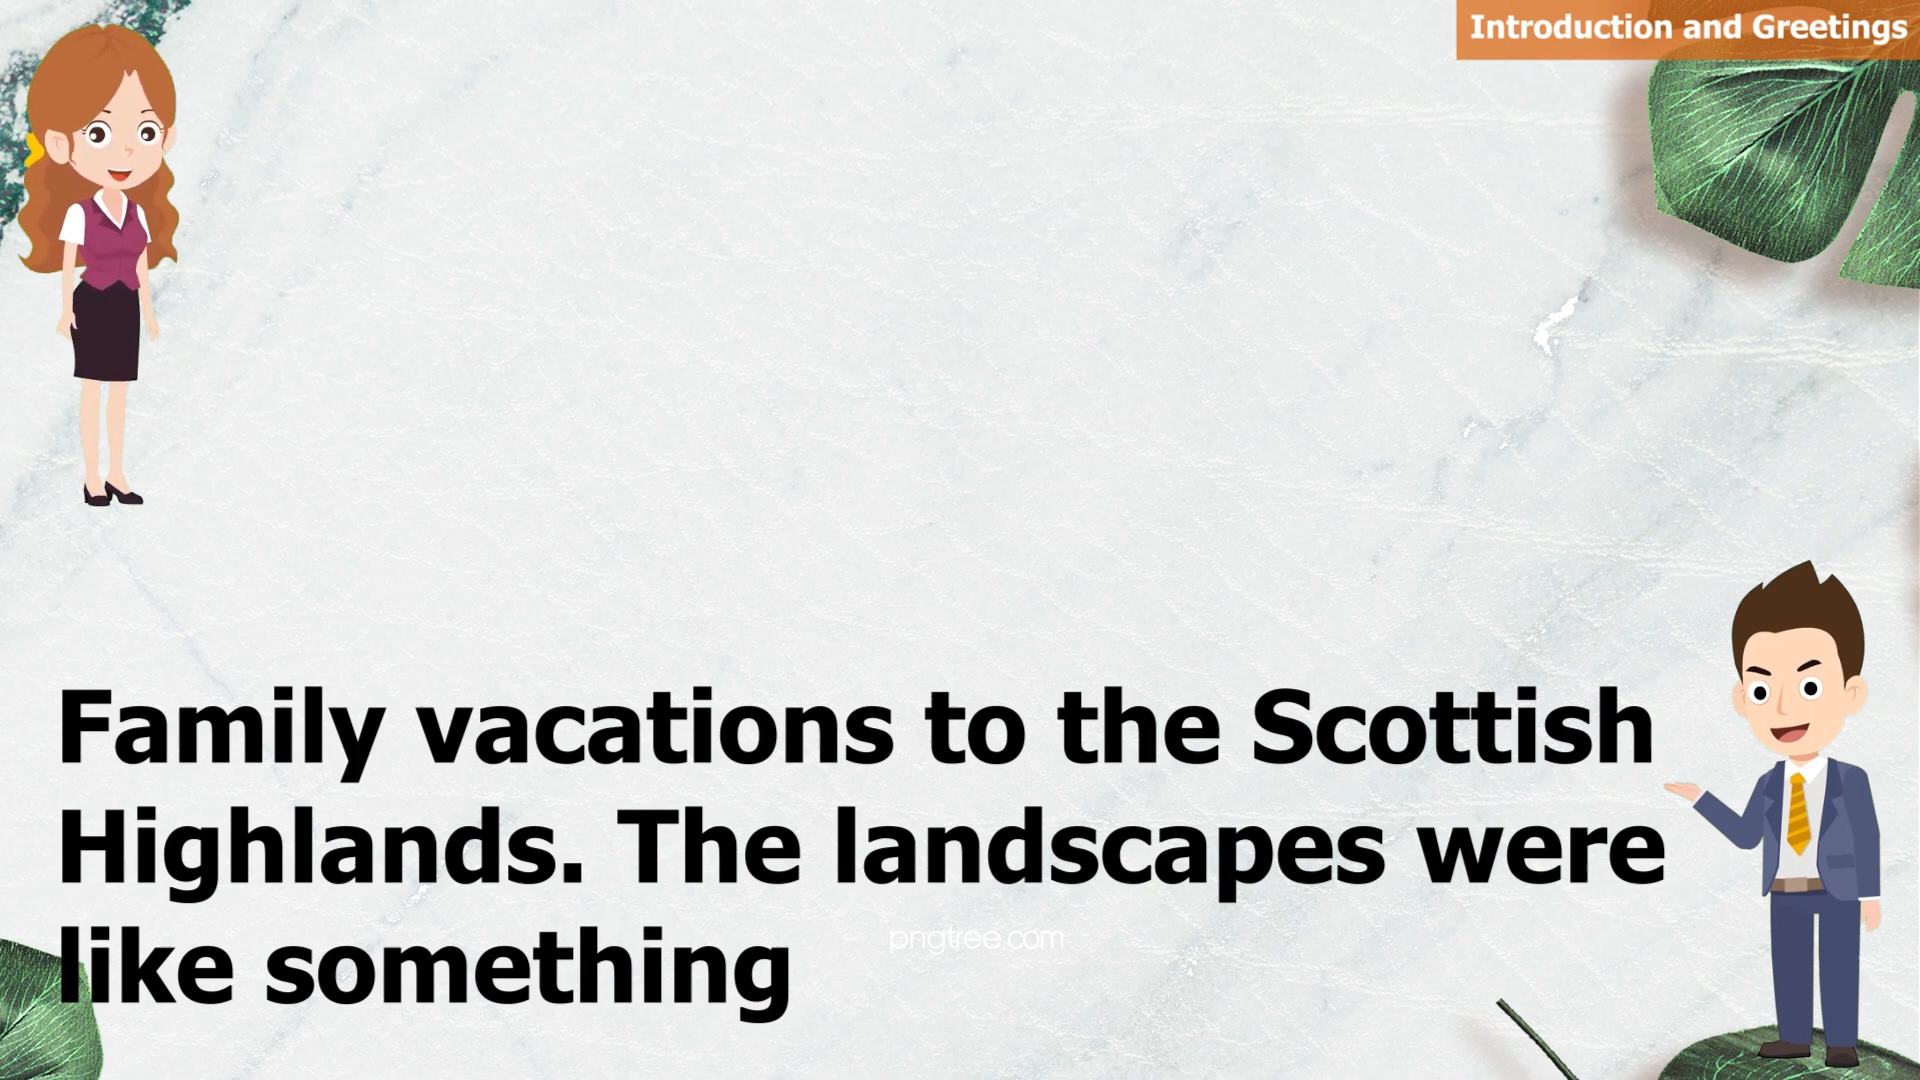 Introduction and Greetings
Family vacations to the Scottish
Highlands. The landscapes were
like something
pngtree.com